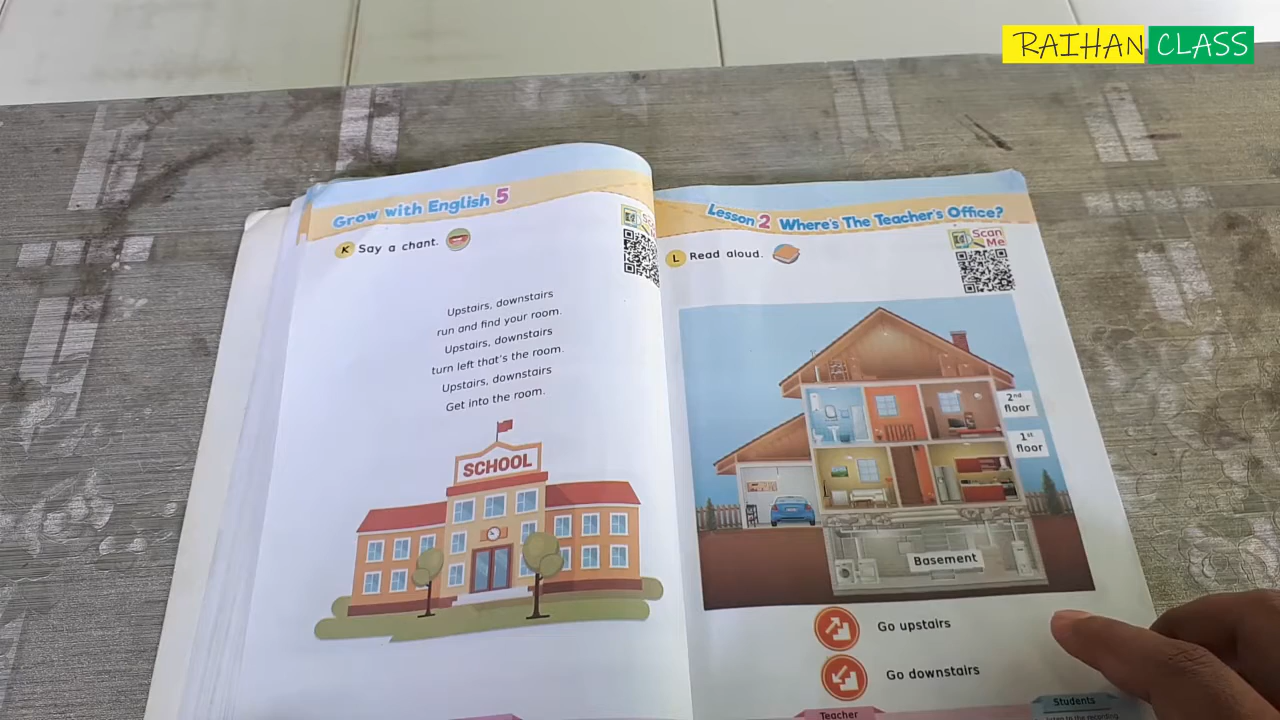 RAIHAN CLASS
Grow with English 5
K Say a chant.
Upstairs, downstairs
run and find your room.
Upstairs, downstairs
turn left that's the room.
Upstairs, downstairs
Get into the room.
SCHOOL
Lesson 2 Where's The Teacher's Office?
Scan
Me
L Read aloud.
2nd
floor
1st
floor
Basement
Go upstairs
Go downstairs
Teacher
Students